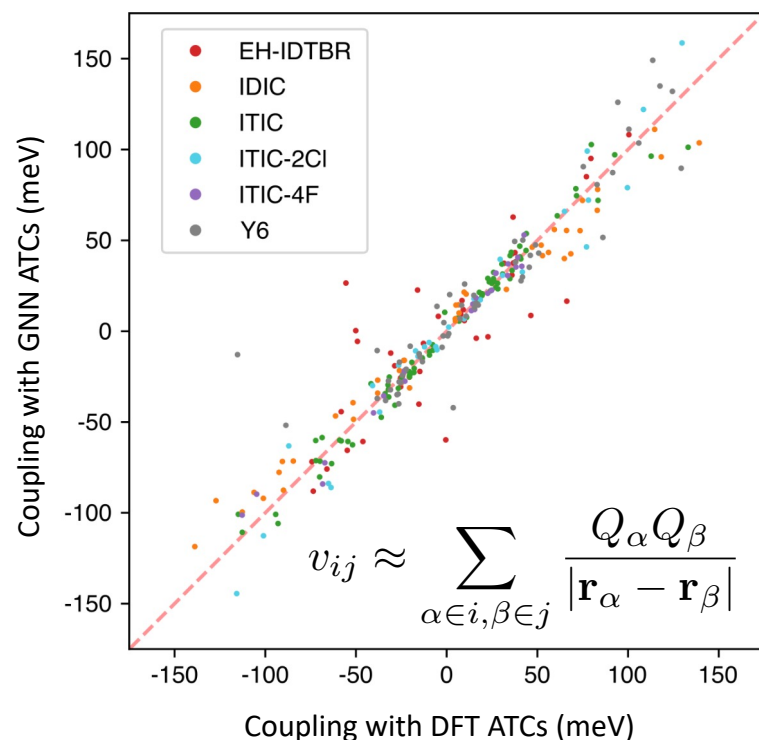 EH-IDTBR
IDIC
ITIC
ITIC-2Cl
ITIC-4F
Y6
Coupling with GNN ATCs (meV)
150
100
50
0
-50
-100
-150
v_{ij} ≈ \sum_{α∈i,β∈j} \frac{Q_α Q_β}{|r_α − r_β|}
-150 -100 -50 0 50 100 150
Coupling with DFT ATCs (meV)